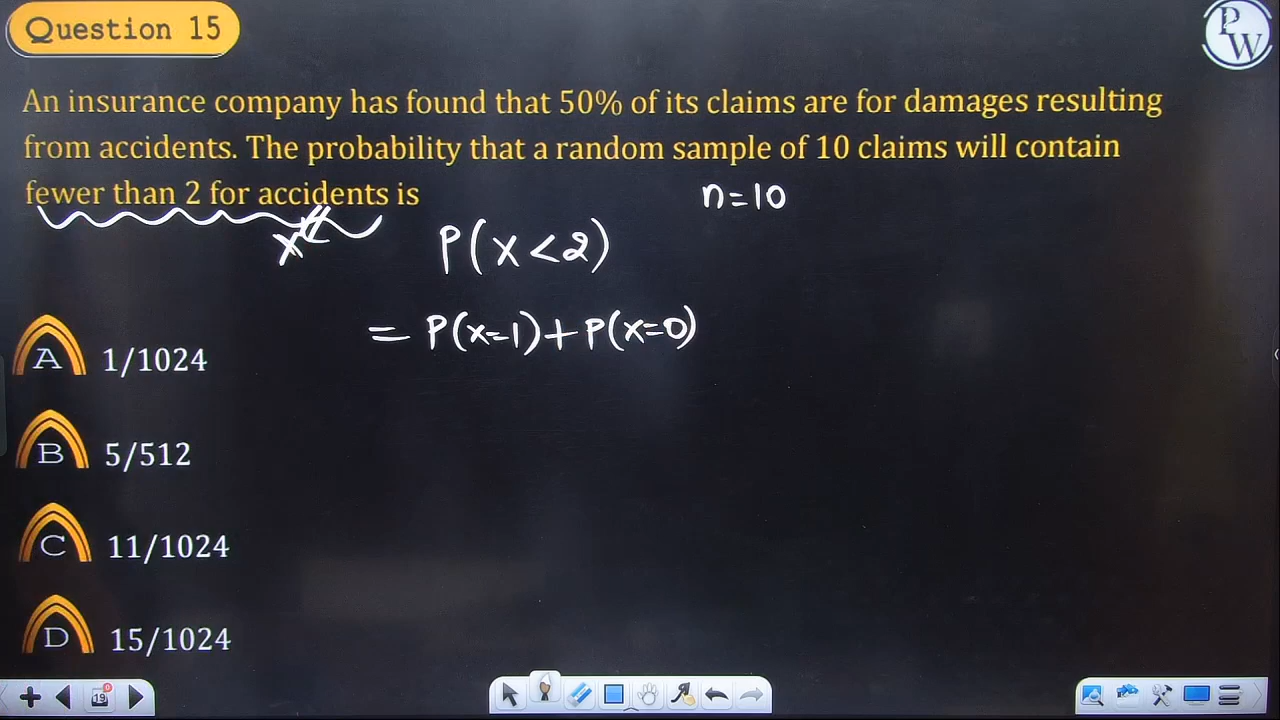 Question 15
PW
An insurance company has found that 50% of its claims are for damages resulting
from accidents. The probability that a random sample of 10 claims will contain
fewer than 2 for accidents is
n=10
x
P(x<2)
= P(x=1)+P(x=0)
A 1/1024
B 5/512
C 11/1024
D 15/1024
19